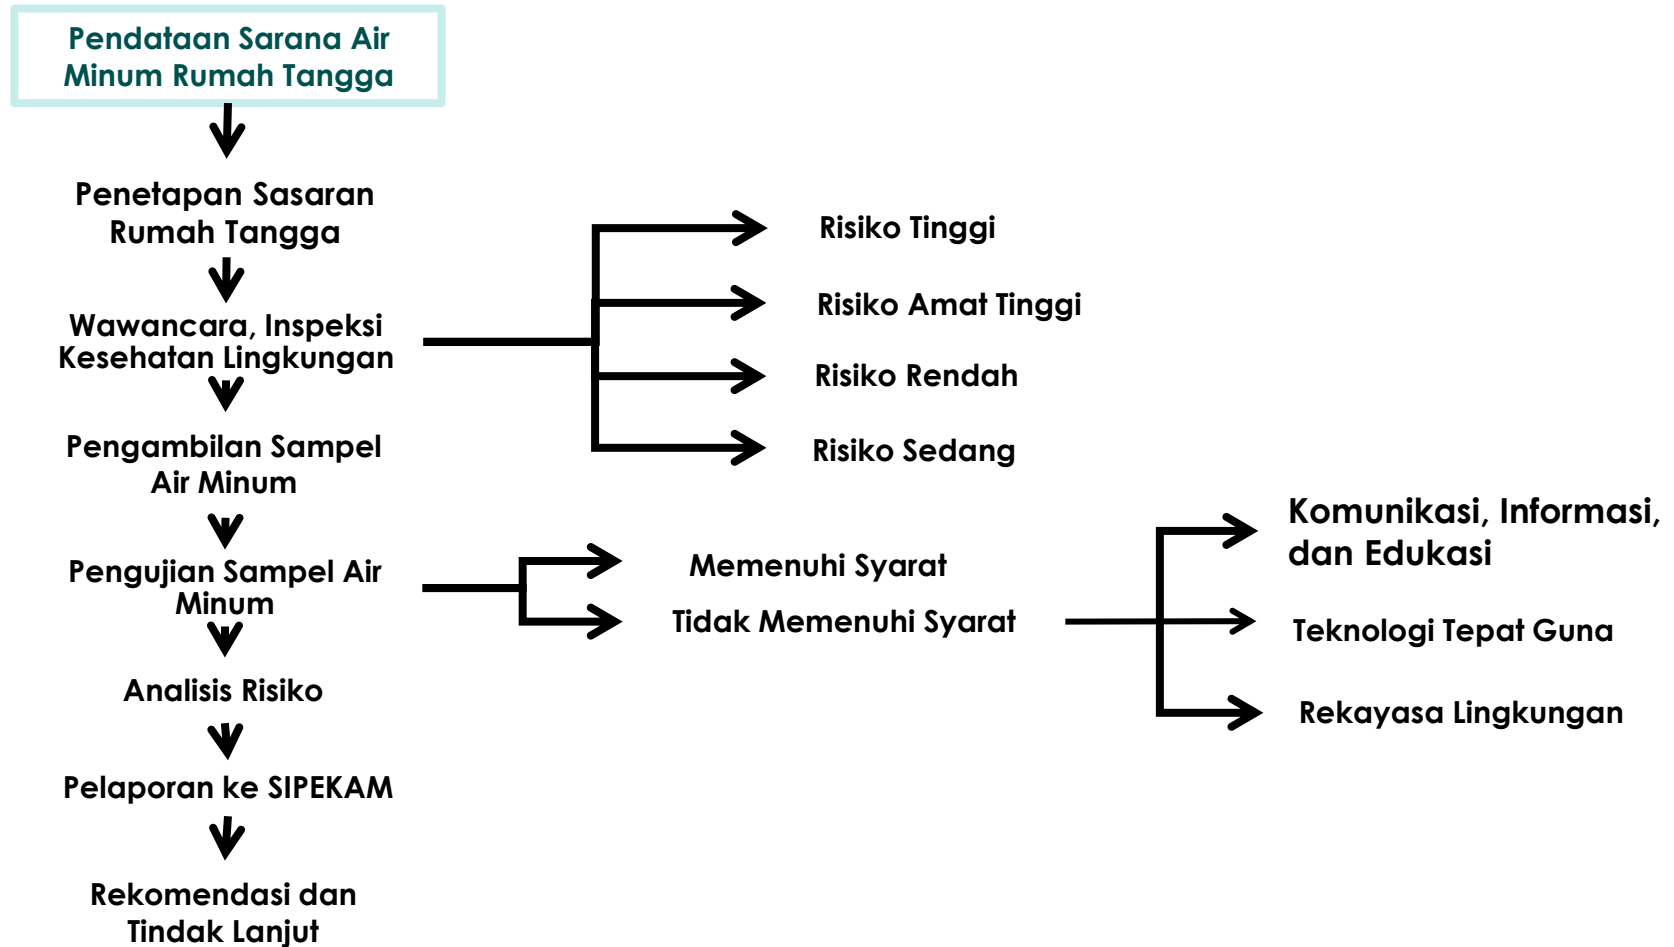 Pendataan Sarana Air
Minum Rumah Tangga
Penetapan Sasaran
Rumah Tangga
Wawancara, Inspeksi
Kesehatan Lingkungan
Risiko Tinggi
Risiko Amat Tinggi
Risiko Rendah
Risiko Sedang
Pengambilan Sampel
Air Minum
Pengujian Sampel Air
Minum
Memenuhi Syarat
Tidak Memenuhi Syarat
Komunikasi, Informasi,
dan Edukasi
Teknologi Tepat Guna
Rekayasa Lingkungan
Analisis Risiko
Pelaporan ke SIPEKAM
Rekomendasi dan
Tindak Lanjut